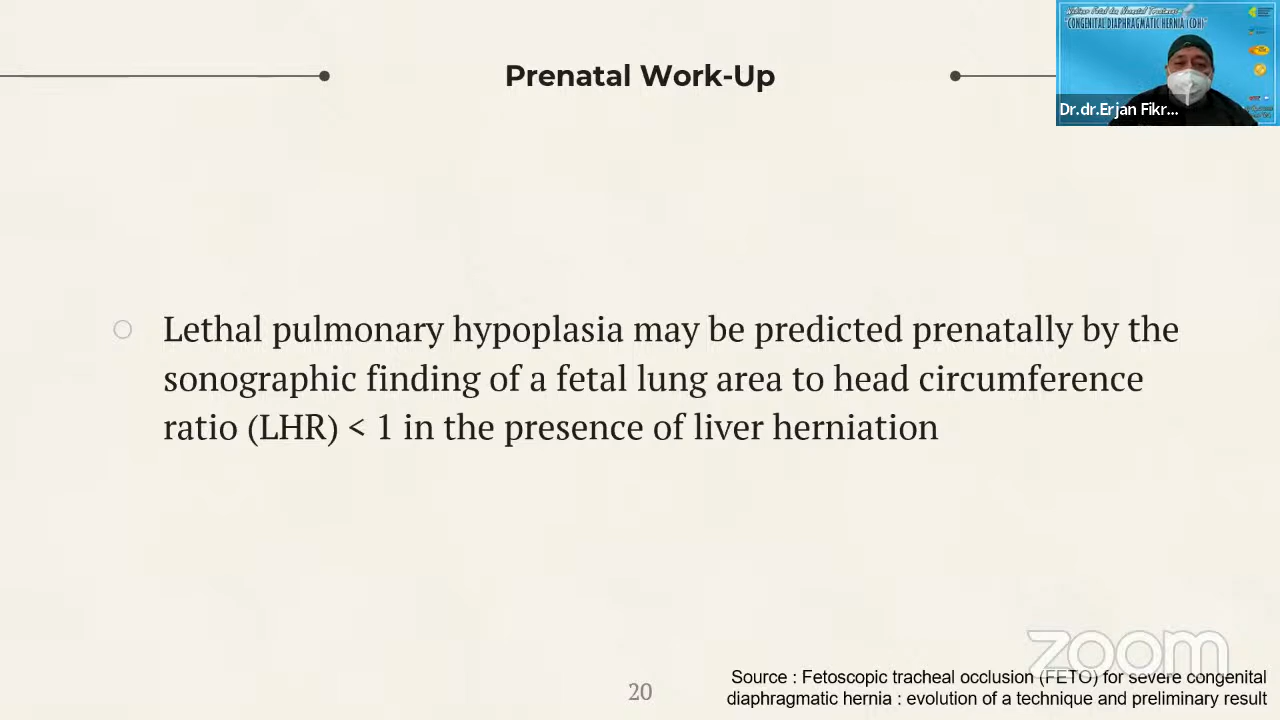 Prenatal Work-Up
"CONGENITAL DIAPHRAGMATIC HERNIA (CDH)"
Dr.dr.Erjan Fikr...
Lethal pulmonary hypoplasia may be predicted prenatally by the
sonographic finding of a fetal lung area to head circumference
ratio (LHR) < 1 in the presence of liver herniation
zoom
Source : Fetoscopic tracheal occlusion (FETO) for severe congenital
diaphragmatic hernia : evolution of a technique and preliminary result
20